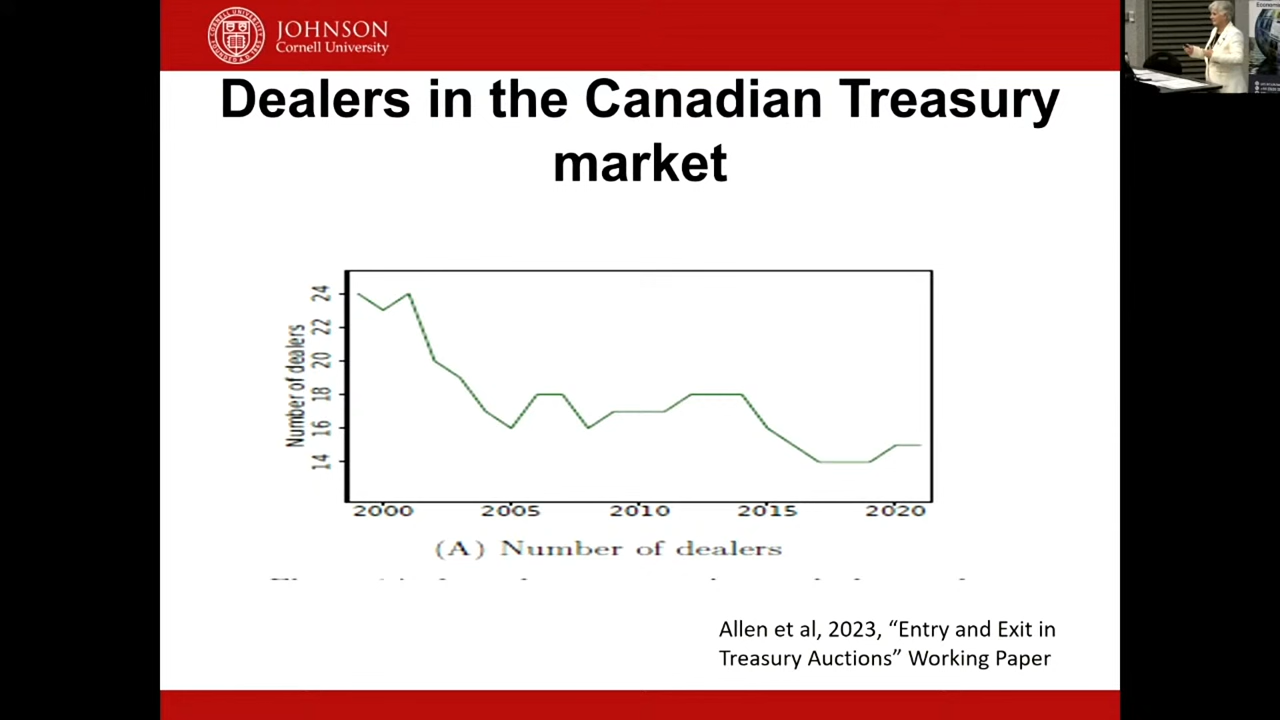 JOHNSON
Cornell University
Dealers in the Canadian Treasury
market
Number of dealers
24
22
20
18
16
14
2000 2005 2010 2015 2020
(A) Number of dealers
Allen et al, 2023, “Entry and Exit in
Treasury Auctions” Working Paper